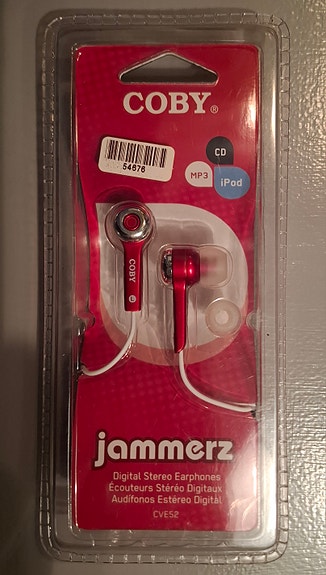 COBY®
54676
CD
MP3
iPod
COBY
jammerz
Digital Stereo Earphones
Écouteurs Stéréo Digitaux
Audífonos Estéreo Digital
CVE52